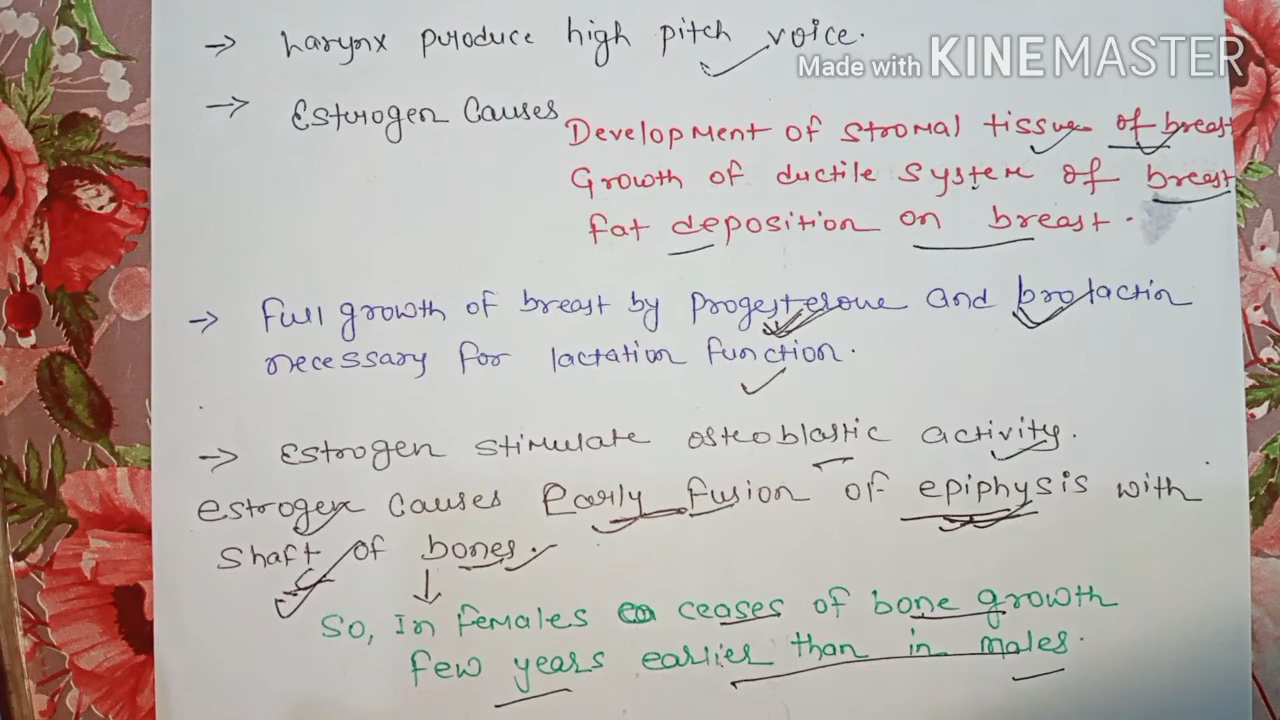 → Larynx produce high pitch voice.
Made with KINEMASTER
→ Estrogen Causes
Development of stromal tissue of breast
Growth of ductile system of breast
fat deposition on breast.
→ full growth of breast by Progesterone and prolactin
necessary for lactation function.
→ Estrogen stimulate osteoblastic activity.
estrogen causes Early fusion of epiphysis with
shaft of bones.
↓
So, In females ceases of bone growth
few years earlier than in males.